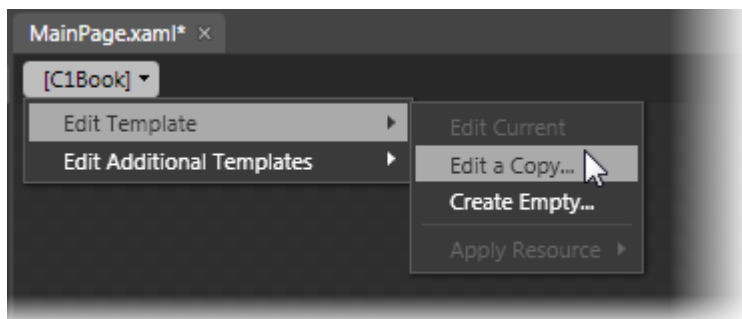 MainPage.xaml* ×
[C1Book]
Edit Template
Edit Additional Templates
Edit Current
Edit a Copy...
Create Empty...
Apply Resource